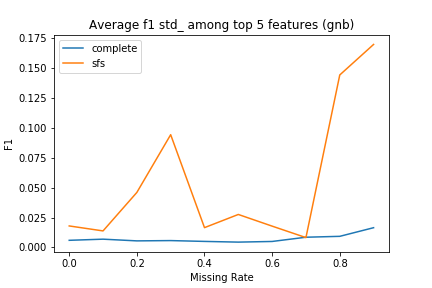 Average f1 std_ among top 5 features (gnb)
complete
sfs
F1
0.175
0.150
0.125
0.100
0.075
0.050
0.025
0.000
0.0 0.2 0.4 0.6 0.8
Missing Rate